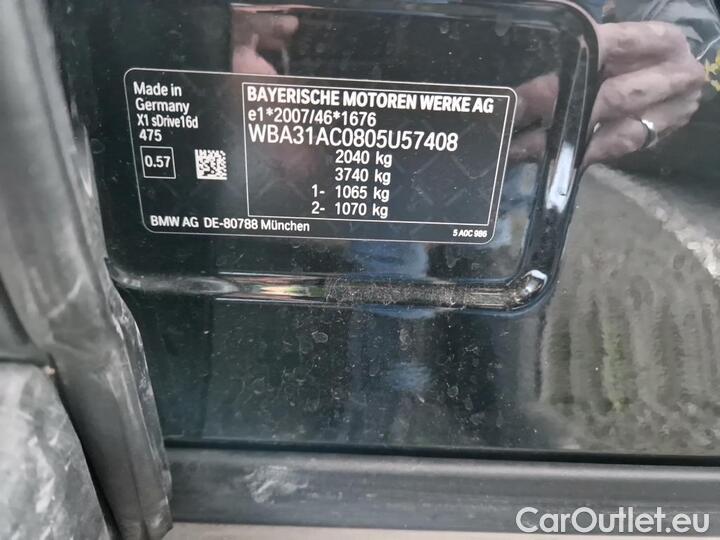 Made in
Germany
X1 sDrive16d
475
0.57
BAYERISCHE MOTOREN WERKE AG
e1*2007/46*1676
WBA31AC0805U57408
2040 kg
3740 kg
1- 1065 kg
2- 1070 kg
BMW AG DE-80788 München
5 A0C 986
CarOutlet.eu